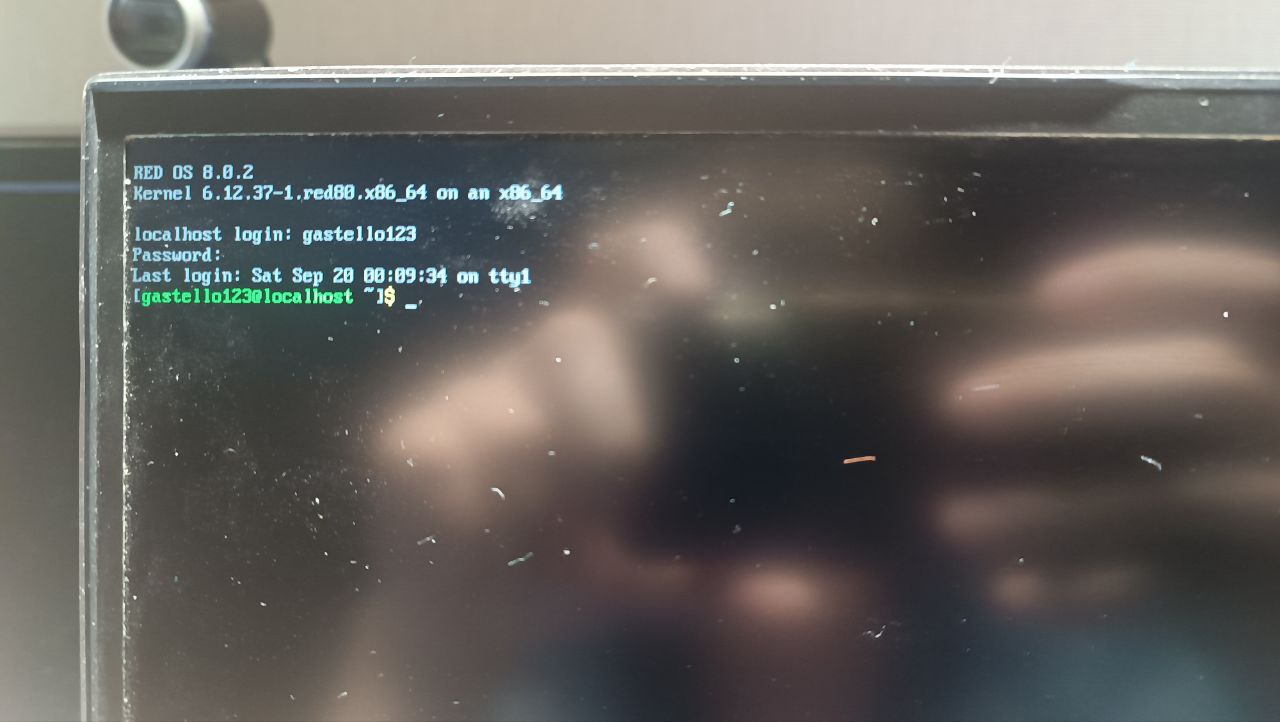 RED OS 8.0.2
Kernel 6.12.37-1.red80.x86_64 on an x86_64
localhost login: gastello123
Password:
Last login: Sat Sep 20 00:09:34 on tty1
[gastello123@localhost ~]$ _